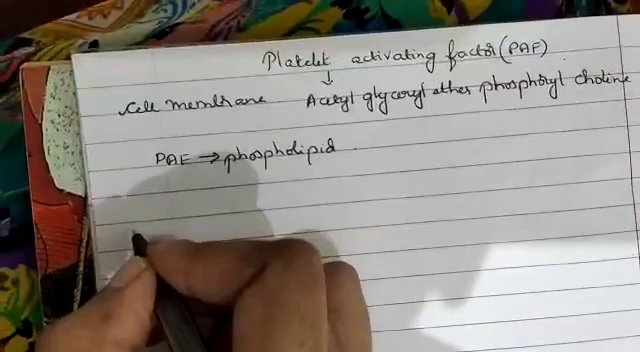 Platelet activating factor (PAF)
↓
Cell membrane Acetyl glyceryl ether phosphoryl choline
PAF → phospholipid